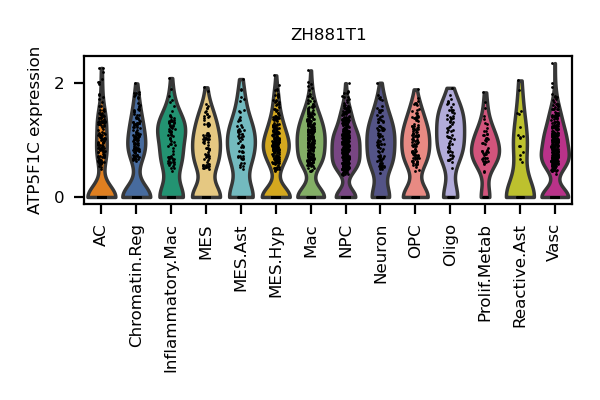 ZH881T1
ATP5F1C expression
2
0
AC
Chromatin.Reg
Inflammatory.Mac
MES
MES.Ast
MES.Hyp
Mac
NPC
Neuron
OPC
Oligo
Prolif.Metab
Reactive.Ast
Vasc